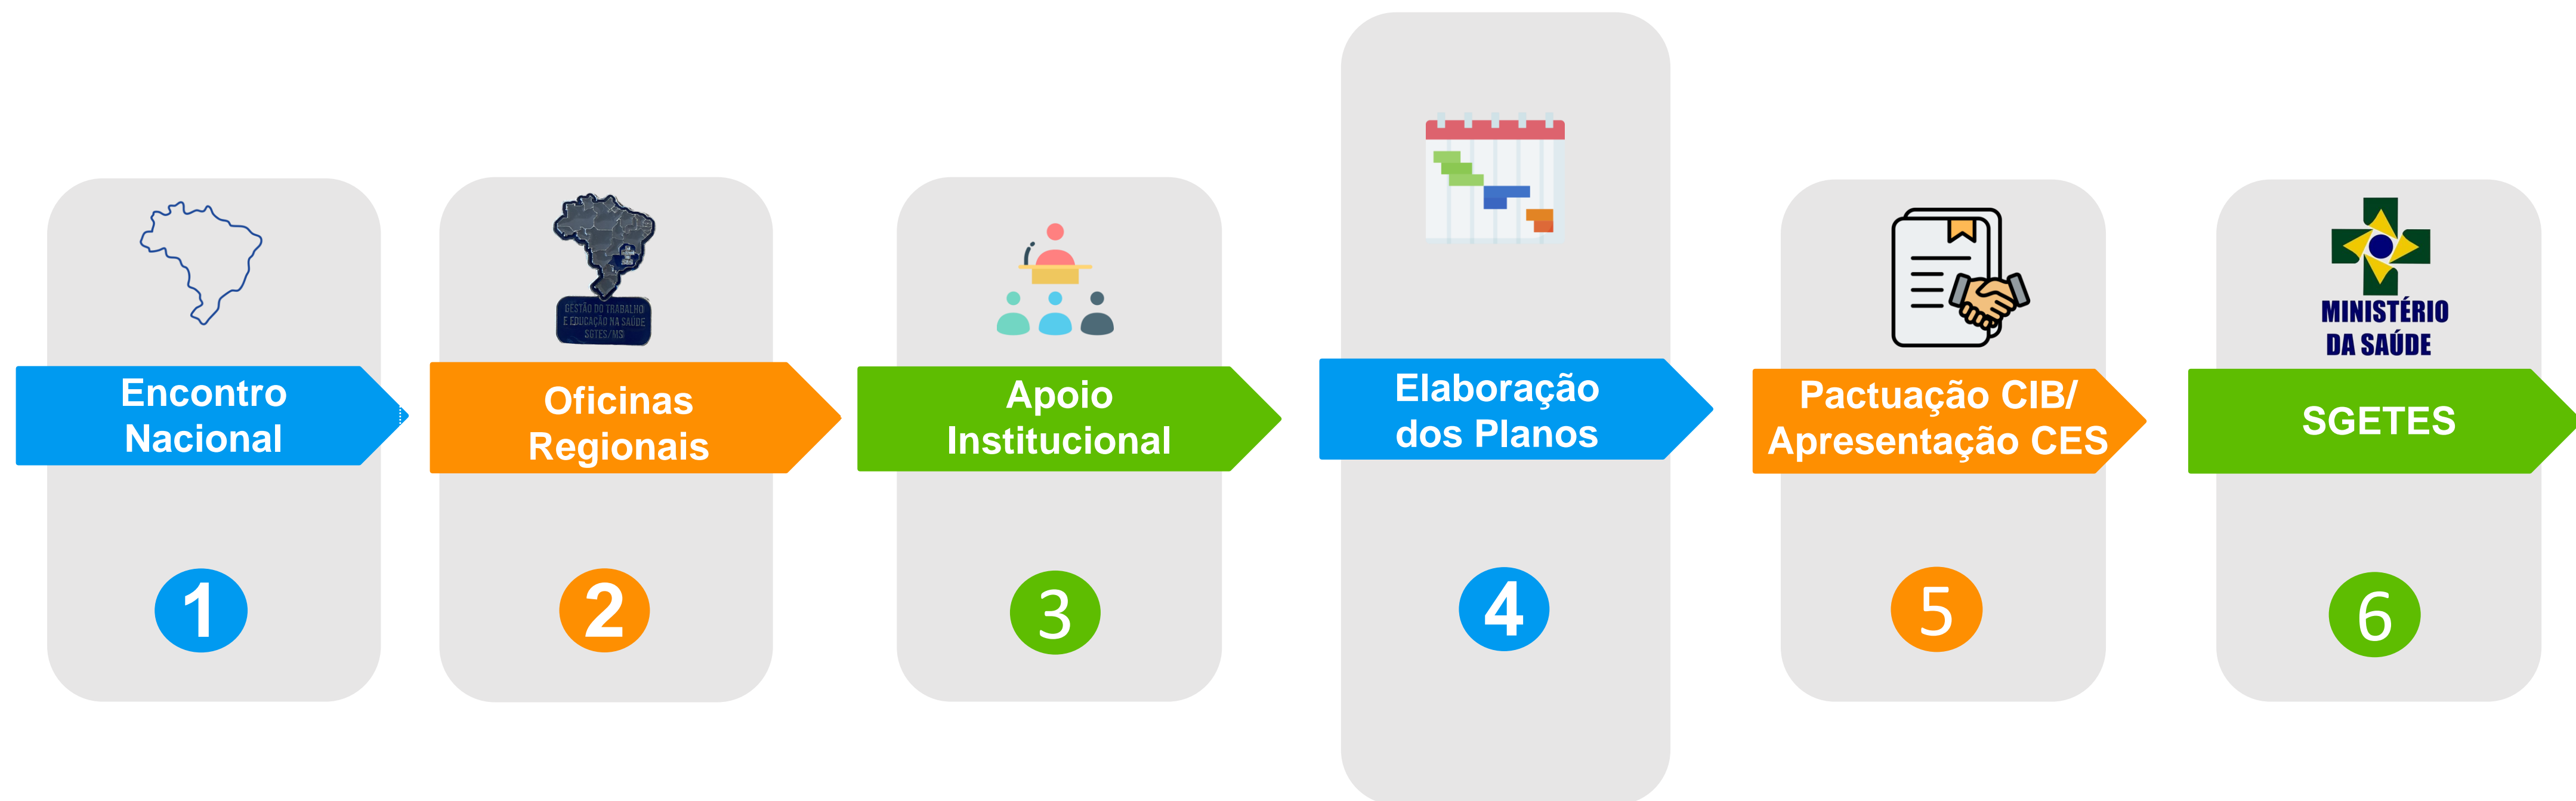 GESTÃO DO TRABALHO
E EDUCAÇÃO NA SAÚDE
SGTES/MS
MINISTÉRIO
DA SAÚDE
Encontro
Nacional
Oficinas
Regionais
Apoio
Institucional
Elaboração
dos Planos
Pactuação CIB/
Apresentação CES
SGETES
1
2
3
4
5
6